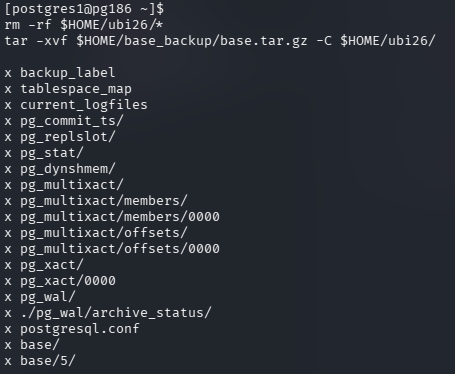 [postgres1@pg186 ~]$
rm -rf $HOME/ubi26/*
tar -xvf $HOME/base_backup/base.tar.gz -C $HOME/ubi26/
x backup_label
x tablespace_map
x current_logfiles
x pg_commit_ts/
x pg_replslot/
x pg_stat/
x pg_dynshmem/
x pg_multixact/
x pg_multixact/members/
x pg_multixact/members/0000
x pg_multixact/offsets/
x pg_multixact/offsets/0000
x pg_xact/
x pg_xact/0000
x pg_wal/
x ./pg_wal/archive_status/
x postgresql.conf
x base/
x base/5/